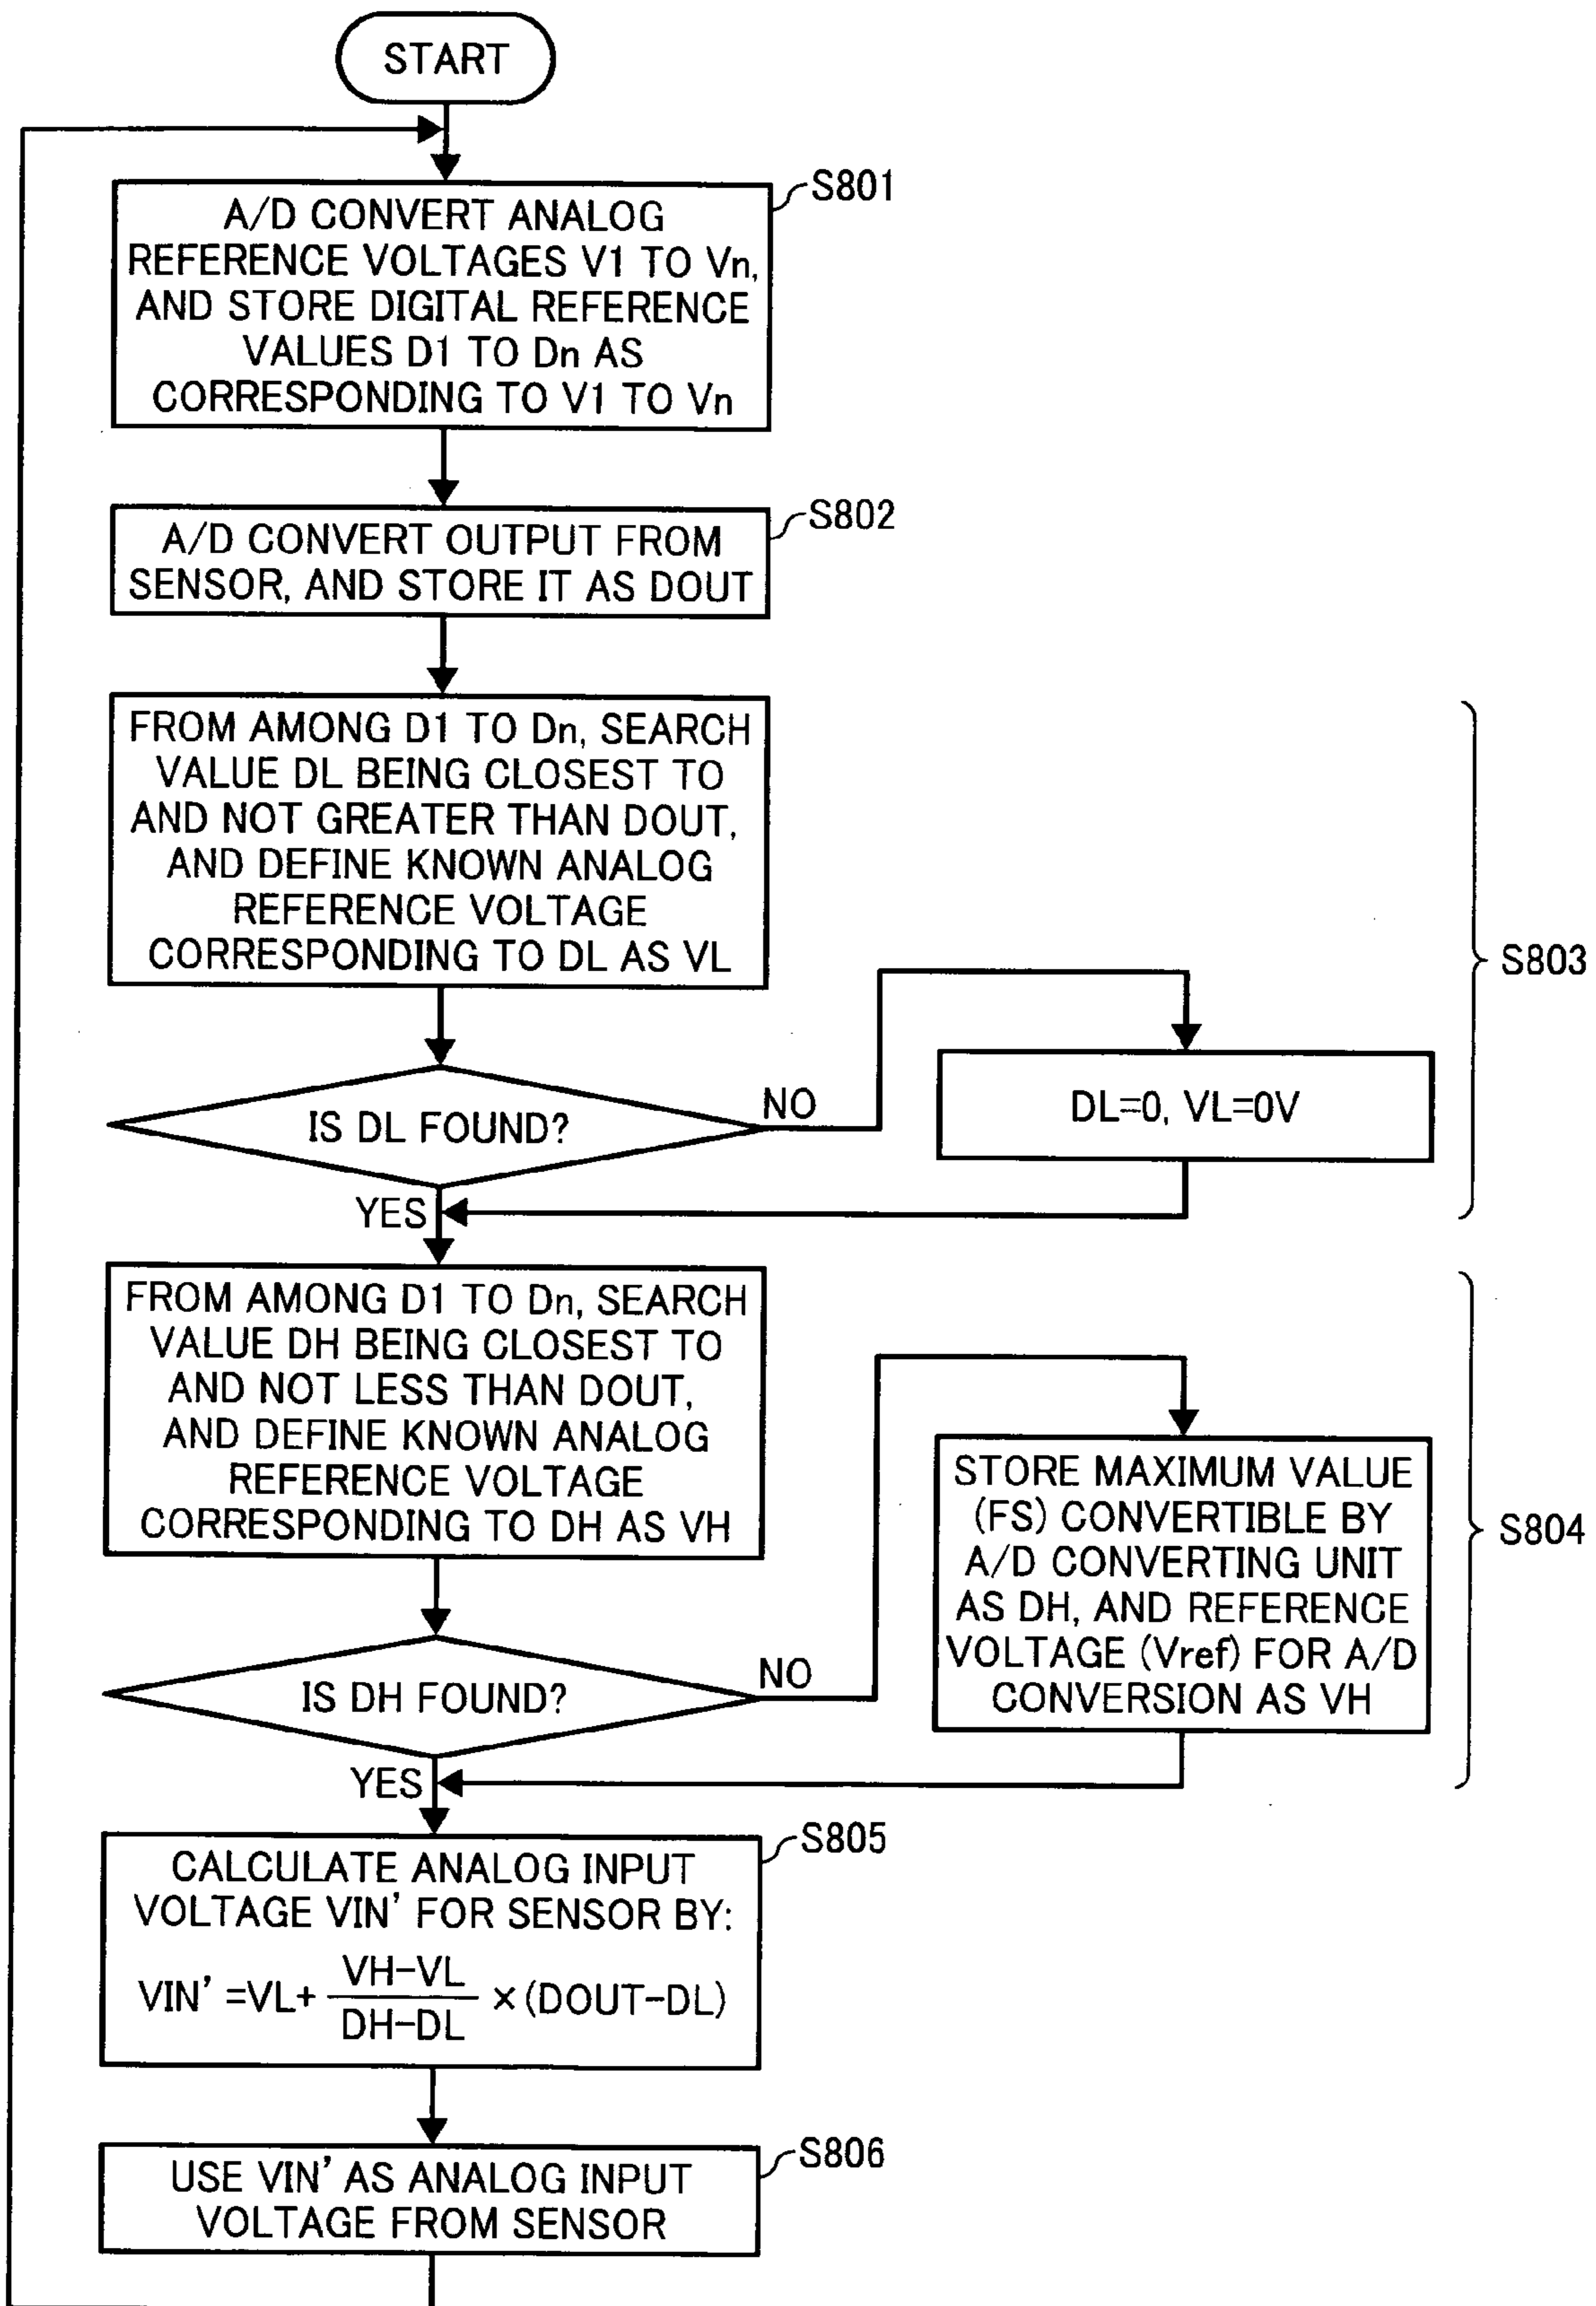 START
S801
A/D CONVERT ANALOG
REFERENCE VOLTAGES V1 TO Vn,
AND STORE DIGITAL REFERENCE
VALUES D1 TO Dn AS
CORRESPONDING TO V1 TO Vn
S802
A/D CONVERT OUTPUT FROM
SENSOR, AND STORE IT AS DOUT
FROM AMONG D1 TO Dn, SEARCH
VALUE DL BEING CLOSEST TO
AND NOT GREATER THAN DOUT,
AND DEFINE KNOWN ANALOG
REFERENCE VOLTAGE
CORRESPONDING TO DL AS VL
S803
IS DL FOUND?
NO
DL=0, VL=0V
YES
FROM AMONG D1 TO Dn, SEARCH
VALUE DH BEING CLOSEST TO
AND NOT LESS THAN DOUT,
AND DEFINE KNOWN ANALOG
REFERENCE VOLTAGE
CORRESPONDING TO DH AS VH
S804
IS DH FOUND?
NO
STORE MAXIMUM VALUE
(FS) CONVERTIBLE BY
A/D CONVERTING UNIT
AS DH, AND REFERENCE
VOLTAGE (Vref) FOR A/D
CONVERSION AS VH
YES
S805
CALCULATE ANALOG INPUT
VOLTAGE VIN' FOR SENSOR BY:
VH-VL
VIN' =VL+ ×(DOUT-DL)
DH-DL
S806
USE VIN' AS ANALOG INPUT
VOLTAGE FROM SENSOR